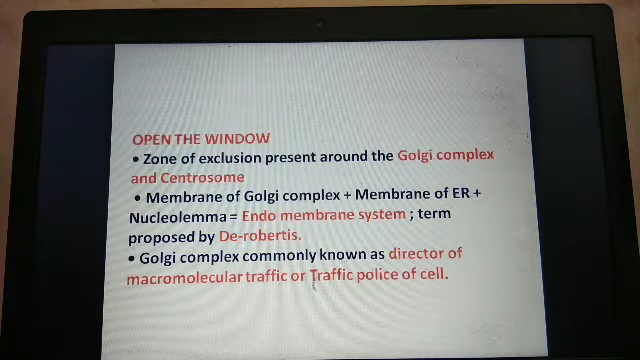 OPEN THE WINDOW
• Zone of exclusion present around the Golgi complex
and Centrosome
• Membrane of Golgi complex + Membrane of ER +
Nucleolemma = Endo membrane system ; term
proposed by De-robertis.
• Golgi complex commonly known as director of
macromolecular traffic or Traffic police of cell.